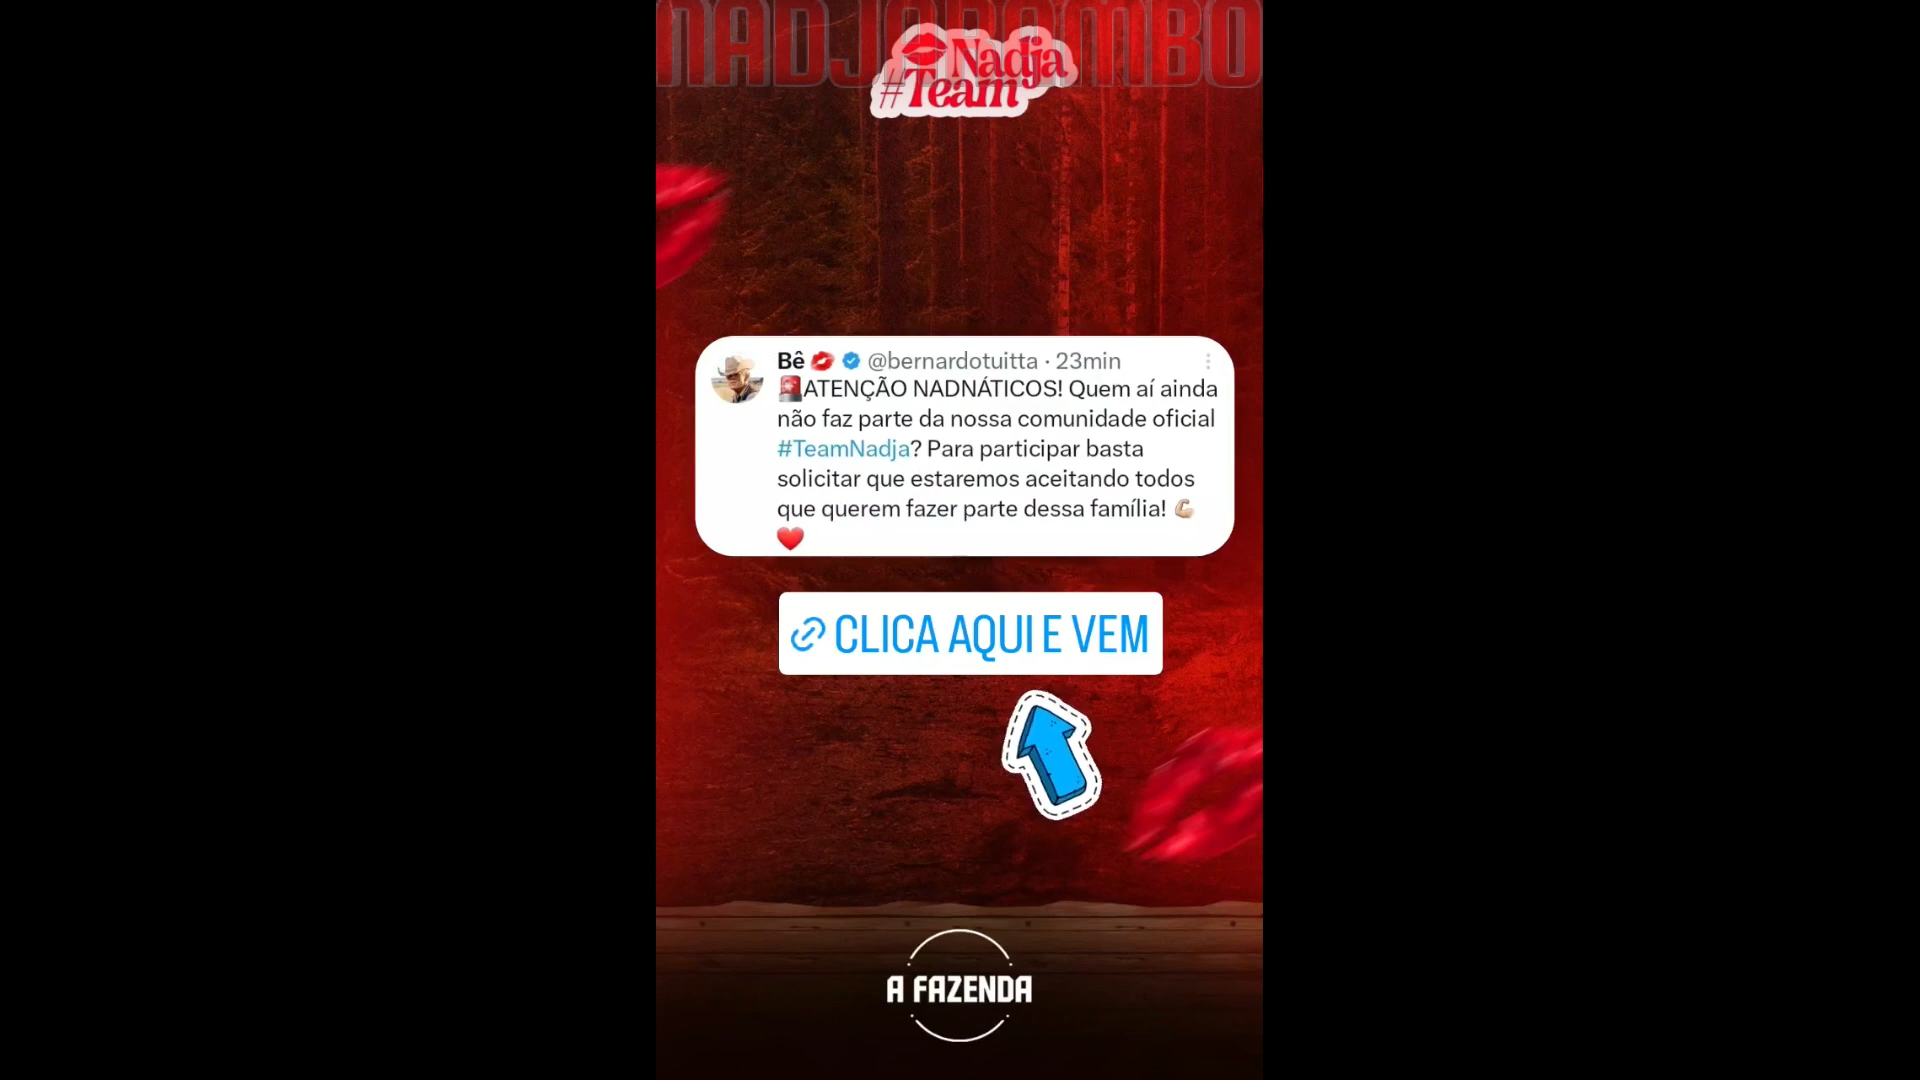 NADJARAMBO
Nadja
#Team
Bê 💋 @bernardotuitta · 23min
🚨ATENÇÃO NADNÁTICOS! Quem aí ainda
não faz parte da nossa comunidade oficial
#TeamNadja? Para participar basta
solicitar que estaremos aceitando todos
que querem fazer parte dessa família! 💪🏼
❤️
CLICA AQUI E VEM
A FAZENDA